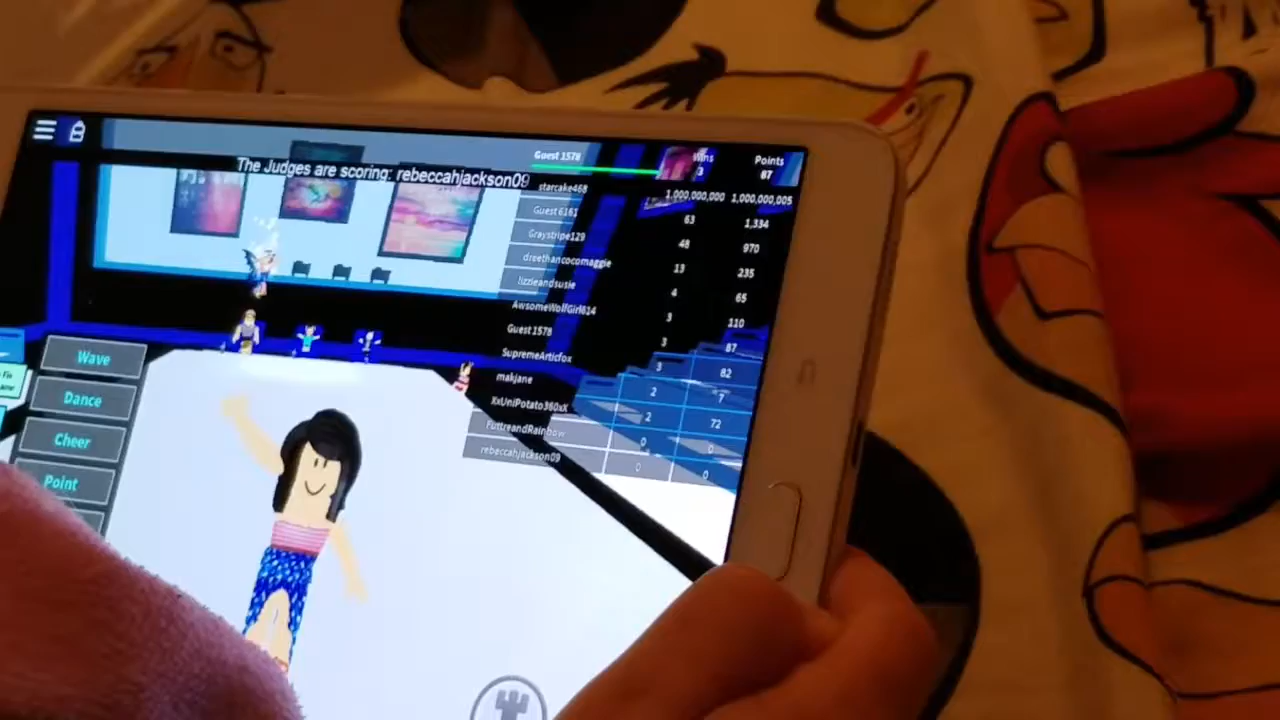 The Judges are scoring: rebeccahjackson09
Guest 1578
Wins
3
Points
87
starcake468 1,000,000,000 1,000,000,005
Guest 6161 63 1,334
Graystripe129 48 970
dreethancocomaggie 13 235
lizzieandsusie 4 65
AwsomeWolfGirl614 3 110
Guest 1578 3 87
SupremeArticfox 3 82
makjane 2 7
XxUniPotato360xX 2 72
FuttreandRainbow 0 0
rebeccahjackson09 0 0
Wave
Dance
Cheer
Point